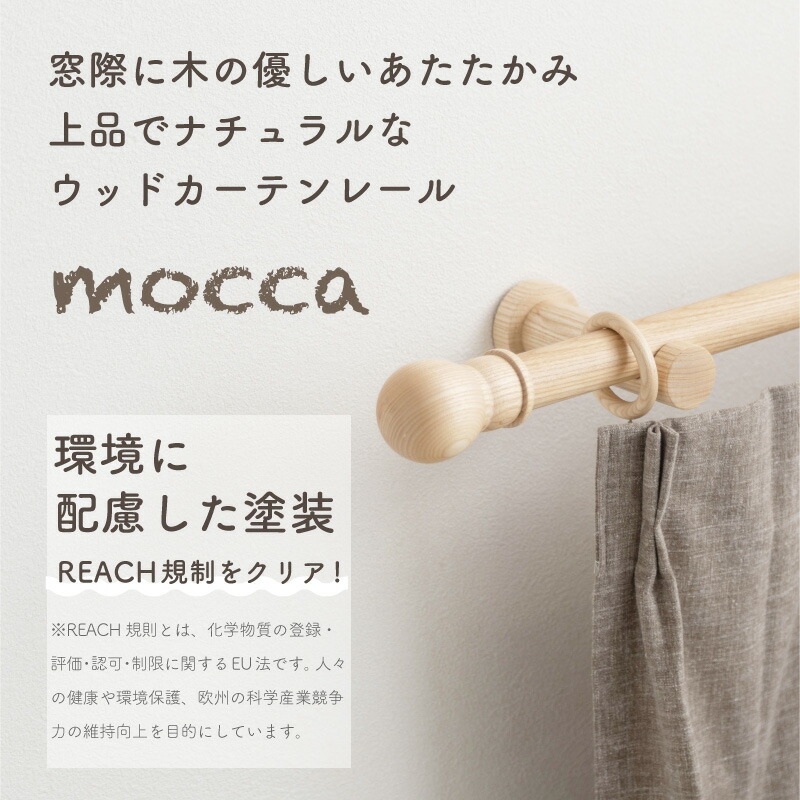 窓際に木の優しいあたたかみ
上品でナチュラルな
ウッドカーテンレール
mocca
環境に
配慮した塗装
REACH規制をクリア！
※REACH 規則とは、化学物質の登録・
評価・認可・制限に関するEU法です。人々
の健康や環境保護、欧州の科学産業競争
力の維持向上を目的にしています。